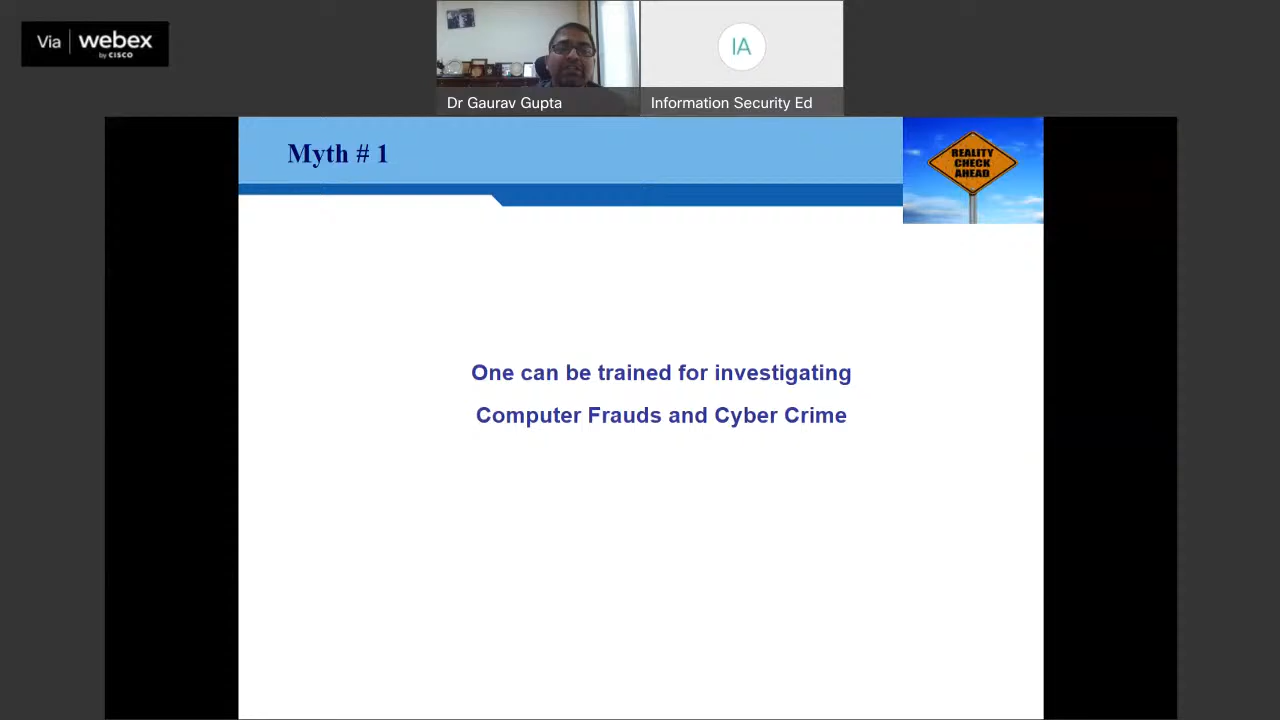 Via webex
by CISCO
IA
Dr Gaurav Gupta
Information Security Ed
Myth # 1
REALITY
CHECK
AHEAD
One can be trained for investigating
Computer Frauds and Cyber Crime